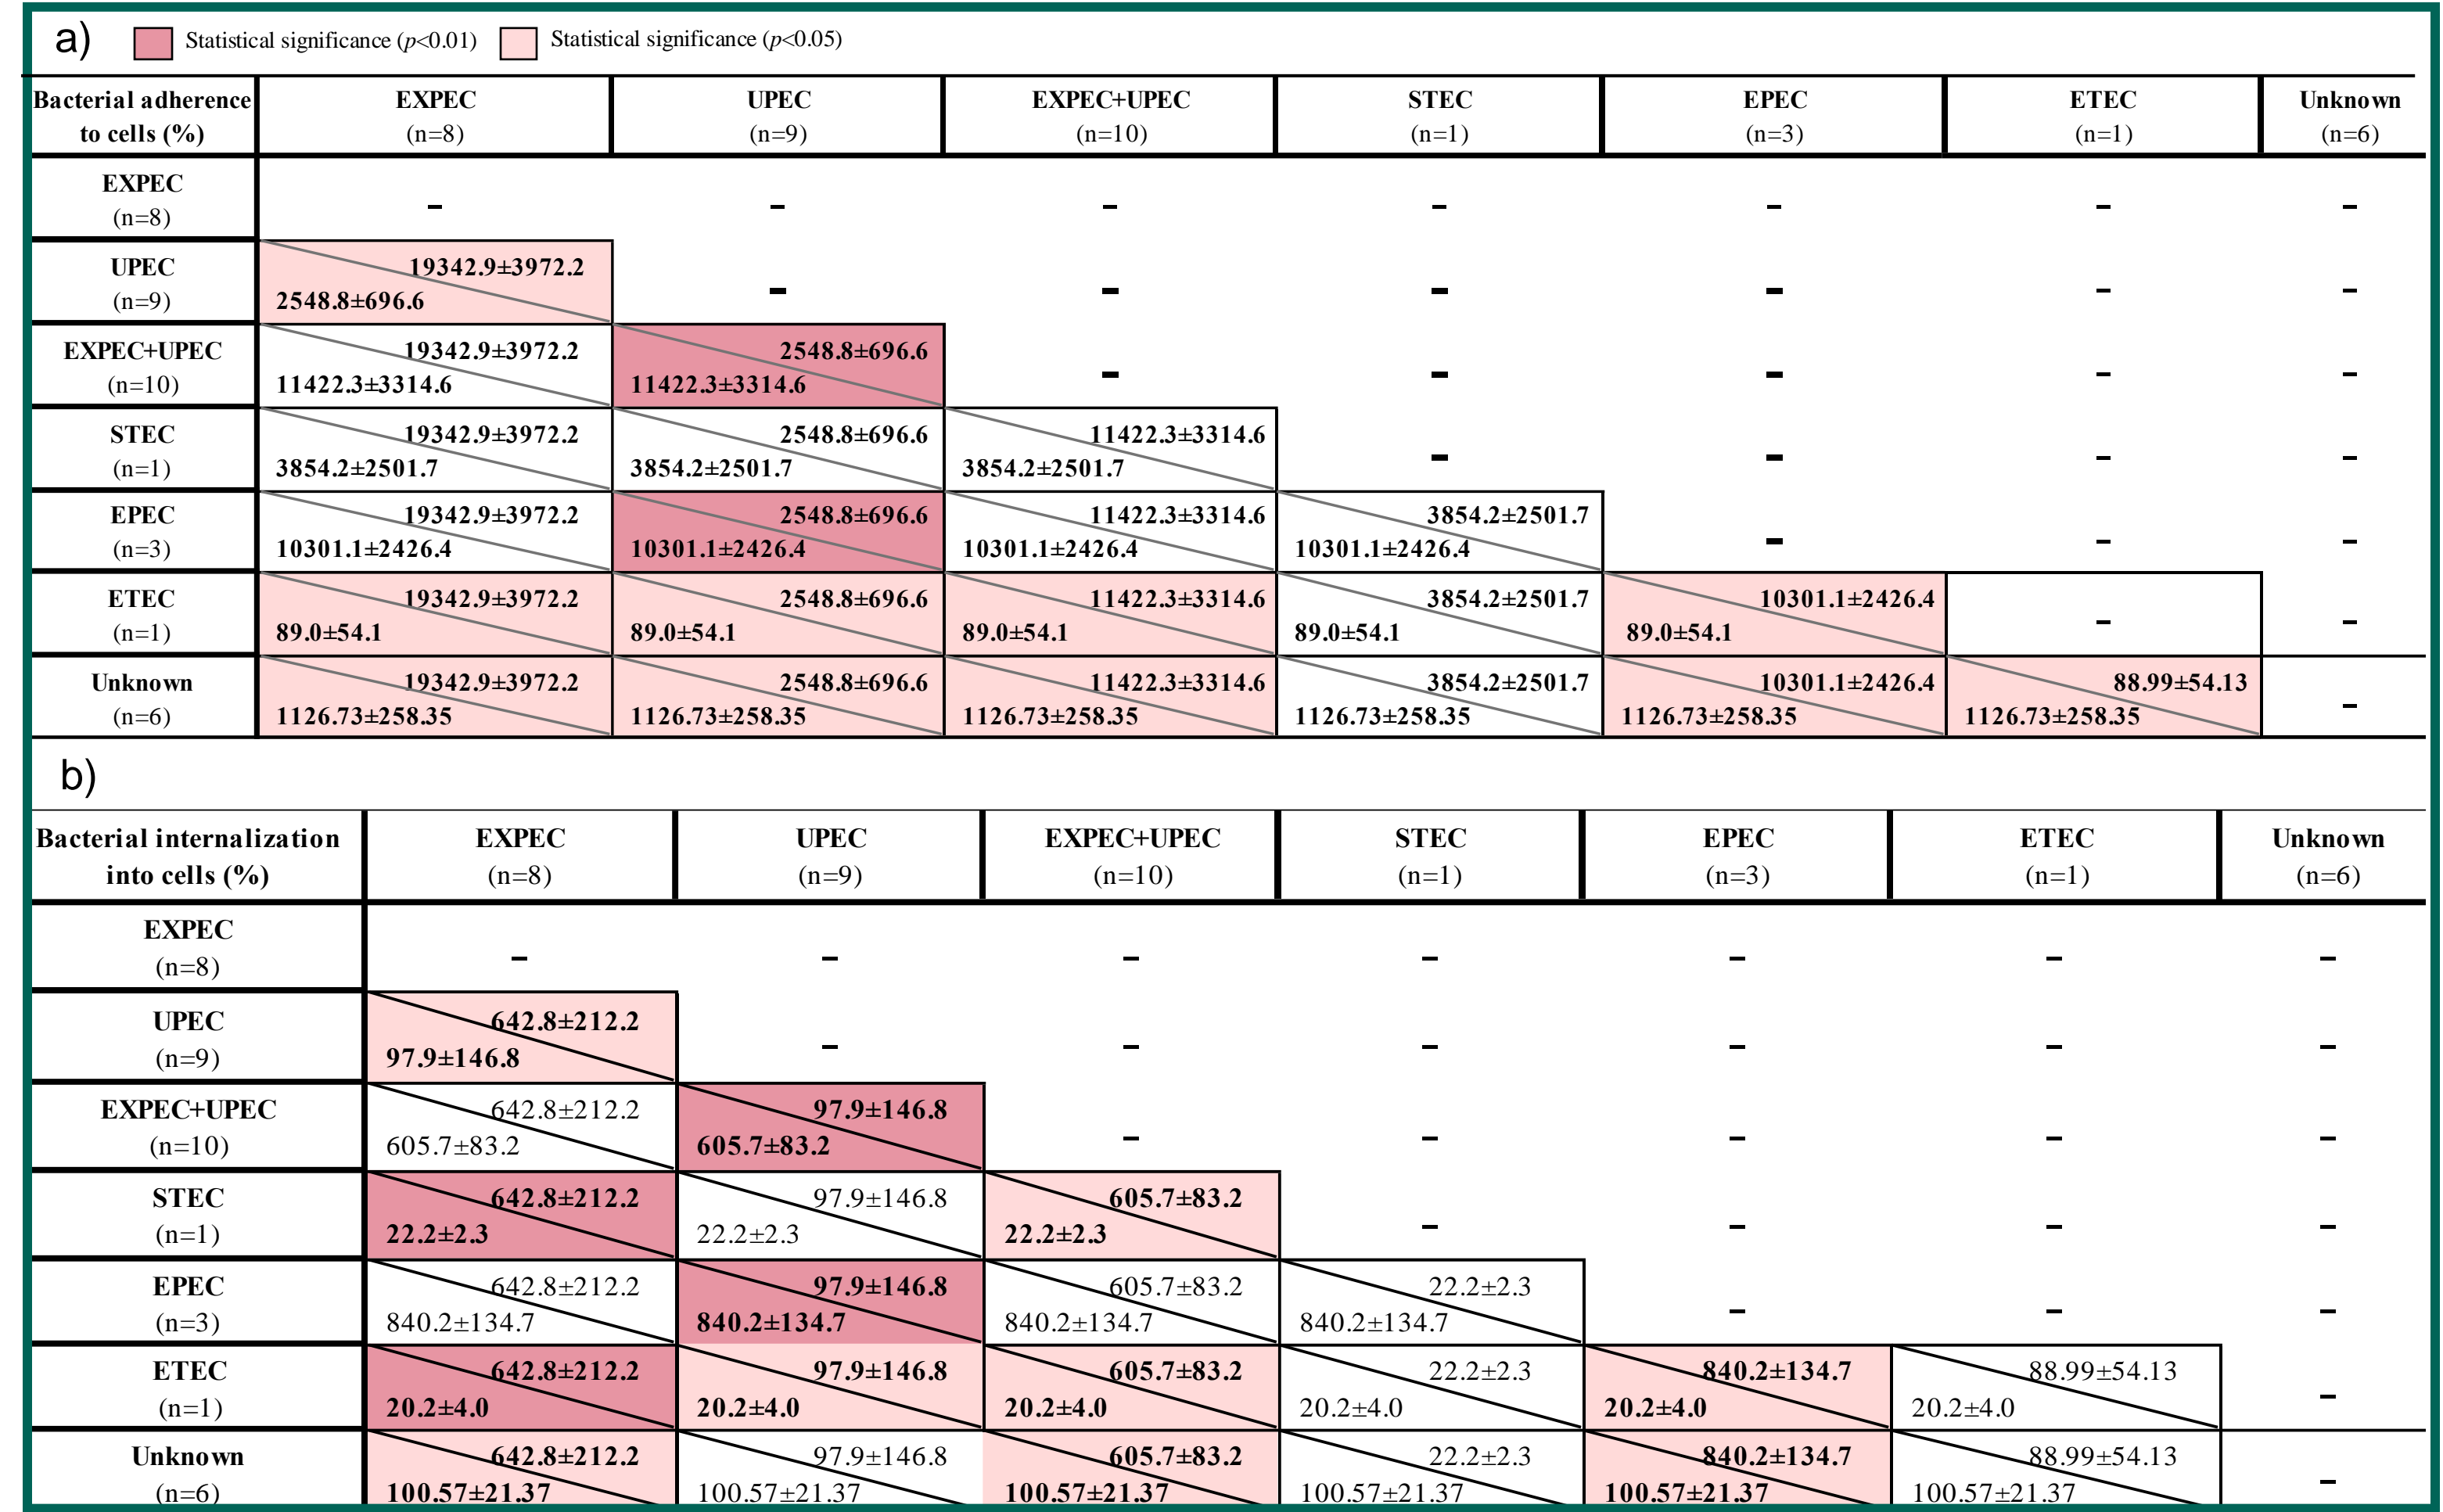 a) Statistical significance (p<0.01) Statistical significance (p<0.05)
Bacterial adherence EXPEC UPEC EXPEC+UPEC STEC EPEC ETEC Unknown
to cells (%) (n=8) (n=9) (n=10) (n=1) (n=3) (n=1) (n=6)
EXPEC
(n=8) - - - - - - -
UPEC 19342.9±3972.2
(n=9) 2548.8±696.6 - - - - - -
EXPEC+UPEC 19342.9±3972.2 2548.8±696.6
(n=10) 11422.3±3314.6 11422.3±3314.6 - - - - -
STEC 19342.9±3972.2 2548.8±696.6 11422.3±3314.6
(n=1) 3854.2±2501.7 3854.2±2501.7 3854.2±2501.7 - - - -
EPEC 19342.9±3972.2 2548.8±696.6 11422.3±3314.6 3854.2±2501.7
(n=3) 10301.1±2426.4 10301.1±2426.4 10301.1±2426.4 10301.1±2426.4 - - -
ETEC 19342.9±3972.2 2548.8±696.6 11422.3±3314.6 3854.2±2501.7 10301.1±2426.4
(n=1) 89.0±54.1 89.0±54.1 89.0±54.1 89.0±54.1 89.0±54.1 - -
Unknown 19342.9±3972.2 2548.8±696.6 11422.3±3314.6 3854.2±2501.7 10301.1±2426.4 88.99±54.13
(n=6) 1126.73±258.35 1126.73±258.35 1126.73±258.35 1126.73±258.35 1126.73±258.35 1126.73±258.35 -
b)
Bacterial internalization EXPEC UPEC EXPEC+UPEC STEC EPEC ETEC Unknown
into cells (%) (n=8) (n=9) (n=10) (n=1) (n=3) (n=1) (n=6)
EXPEC
(n=8) - - - - - - -
UPEC 642.8±212.2
(n=9) 97.9±146.8 - - - - - -
EXPEC+UPEC 642.8±212.2 97.9±146.8
(n=10) 605.7±83.2 605.7±83.2 - - - - -
STEC 642.8±212.2 97.9±146.8 605.7±83.2
(n=1) 22.2±2.3 22.2±2.3 22.2±2.3 - - - -
EPEC 642.8±212.2 97.9±146.8 605.7±83.2 22.2±2.3
(n=3) 840.2±134.7 840.2±134.7 840.2±134.7 840.2±134.7 - - -
ETEC 642.8±212.2 97.9±146.8 605.7±83.2 22.2±2.3 840.2±134.7 88.99±54.13
(n=1) 20.2±4.0 20.2±4.0 20.2±4.0 20.2±4.0 20.2±4.0 20.2±4.0 -
Unknown 642.8±212.2 97.9±146.8 605.7±83.2 22.2±2.3 840.2±134.7 88.99±54.13
(n=6) 100.57±21.37 100.57±21.37 100.57±21.37 100.57±21.37 100.57±21.37 100.57±21.37 -